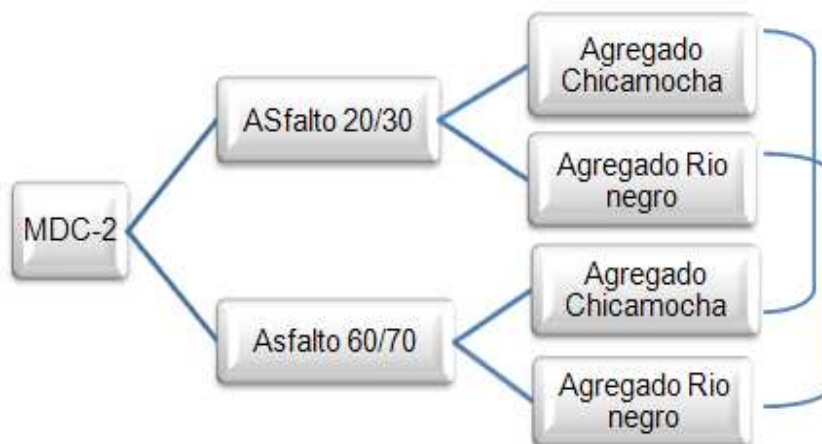 MDC-2
ASfalto 20/30
Agregado
Chicamocha
Agregado Rio
negro
Asfalto 60/70
Agregado
Chicamocha
Agregado Rio
negro